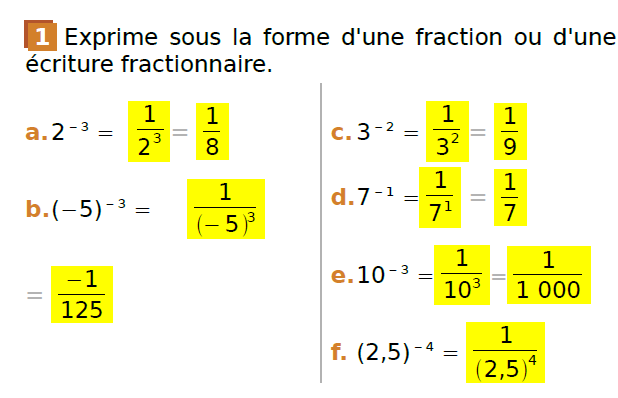 1 Exprime sous la forme d'une fraction ou d'une
écriture fractionnaire.
a. 2⁻³ = 1/2³ = 1/8
b. (−5)⁻³ = 1/(−5)³
= −1/125
c. 3⁻² = 1/3² = 1/9
d. 7⁻¹ = 1/7¹ = 1/7
e. 10⁻³ = 1/10³ = 1/1 000
f. (2,5)⁻⁴ = 1/(2,5)⁴